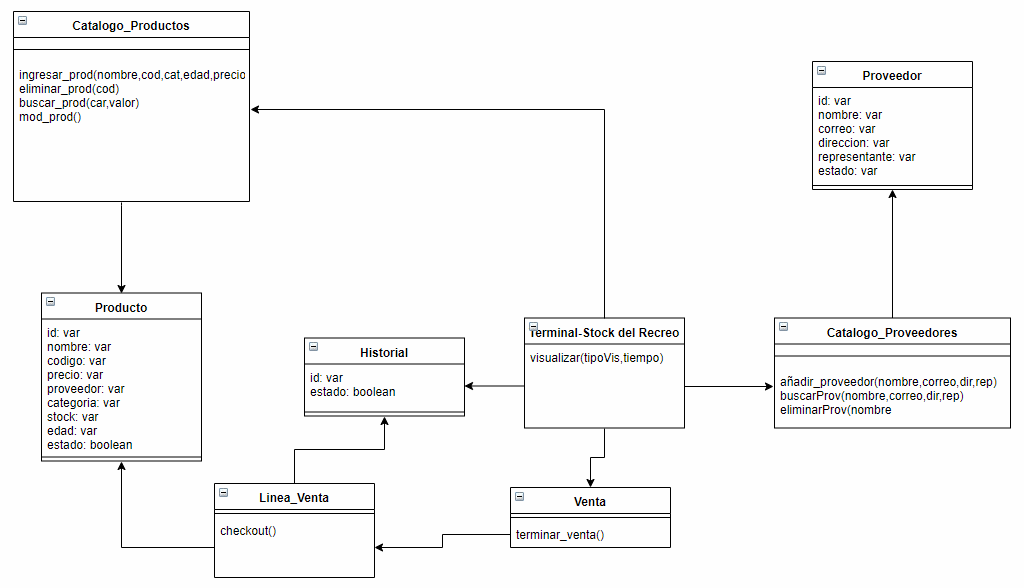 Catalogo_Productos
ingresar_prod(nombre,cod,cat,edad,precio
eliminar_prod(cod)
buscar_prod(car,valor)
mod_prod()
Proveedor
id: var
nombre: var
correo: var
direccion: var
representante: var
estado: var
Producto
id: var
nombre: var
codigo: var
precio: var
proveedor: var
categoria: var
stock: var
edad: var
estado: boolean
Historial
id: var
estado: boolean
Terminal-Stock del Recreo
visualizar(tipoVis,tiempo)
Catalogo_Proveedores
añadir_proveedor(nombre,correo,dir,rep)
buscarProv(nombre,correo,dir,rep)
eliminarProv(nombre
Linea_Venta
checkout()
Venta
terminar_venta()